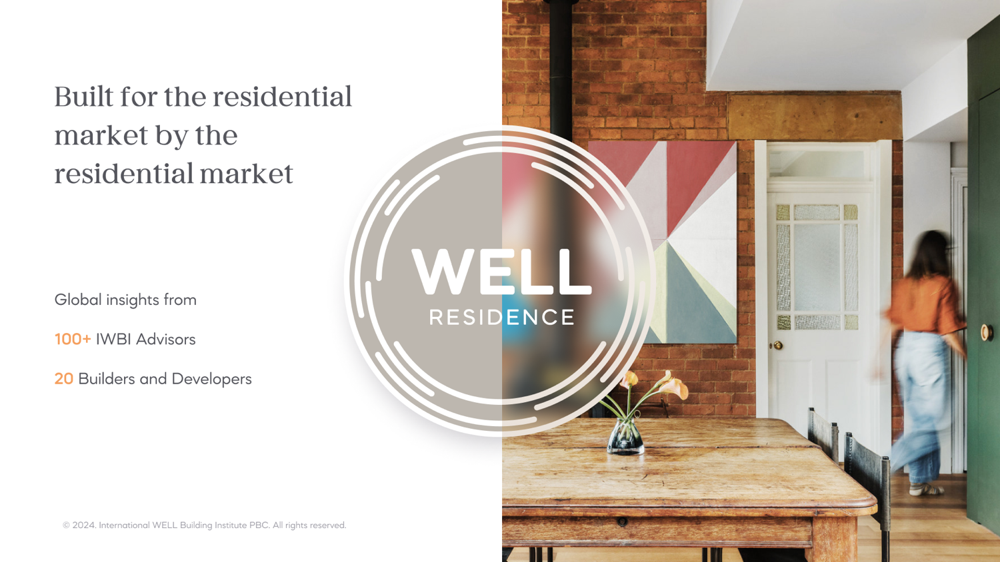 Built for the residential
market by the
residential market
WELL
RESIDENCE
Global insights from
100+ IWBI Advisors
20 Builders and Developers
© 2024. International WELL Building Institute PBC. All rights reserved.